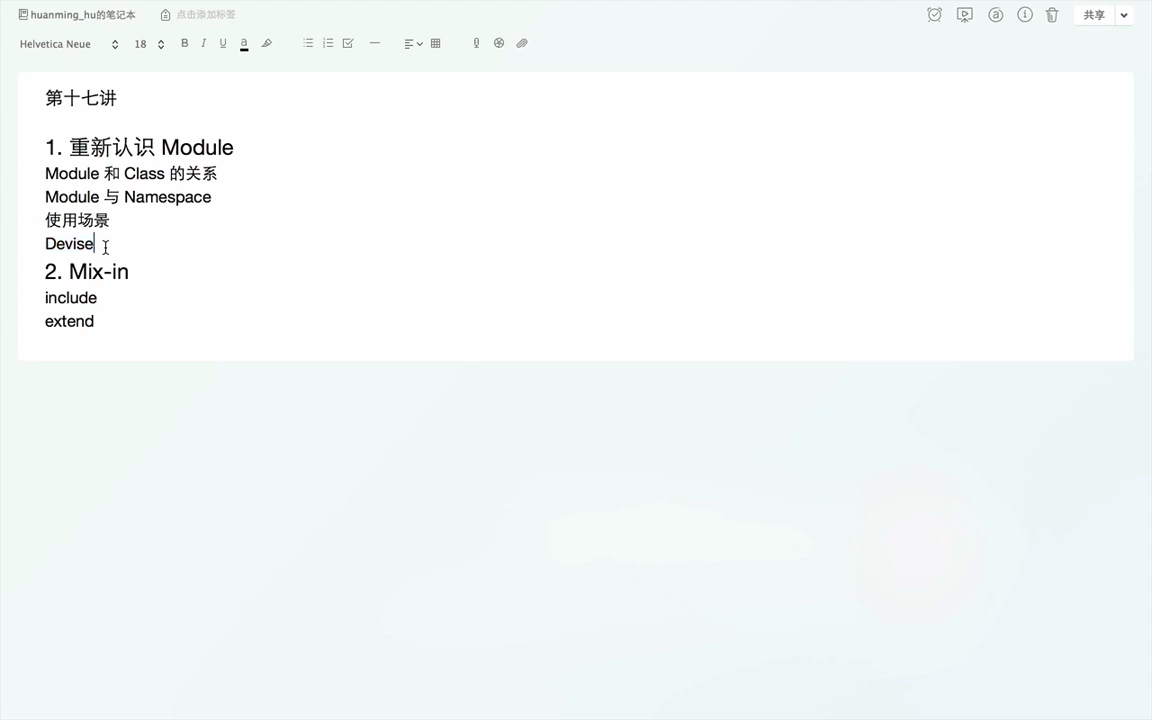 huanming_hu的笔记本
点击添加标签
共享
Helvetica Neue
18
B I U a
第十七讲
1. 重新认识 Module
Module 和 Class 的关系
Module 与 Namespace
使用场景
Devise
2. Mix-in
include
extend